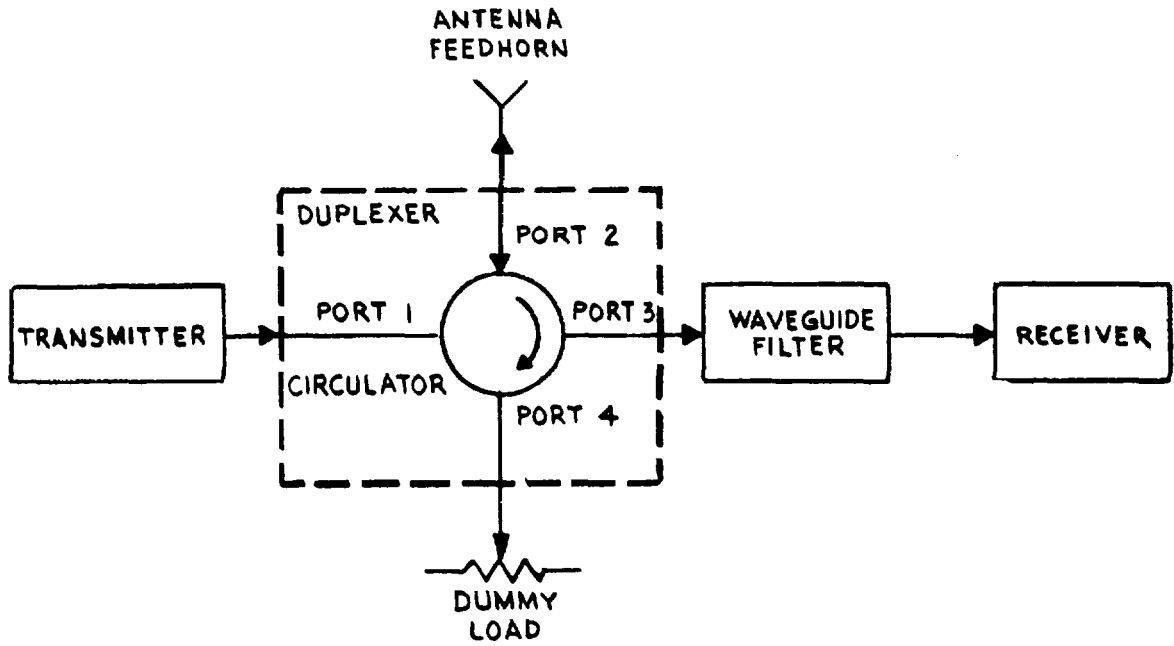 ANTENNA
FEEDHORN
DUPLEXER
PORT 2
TRANSMITTER
PORT 1
PORT 3
WAVEGUIDE
FILTER
RECEIVER
CIRCULATOR
PORT 4
DUMMY
LOAD